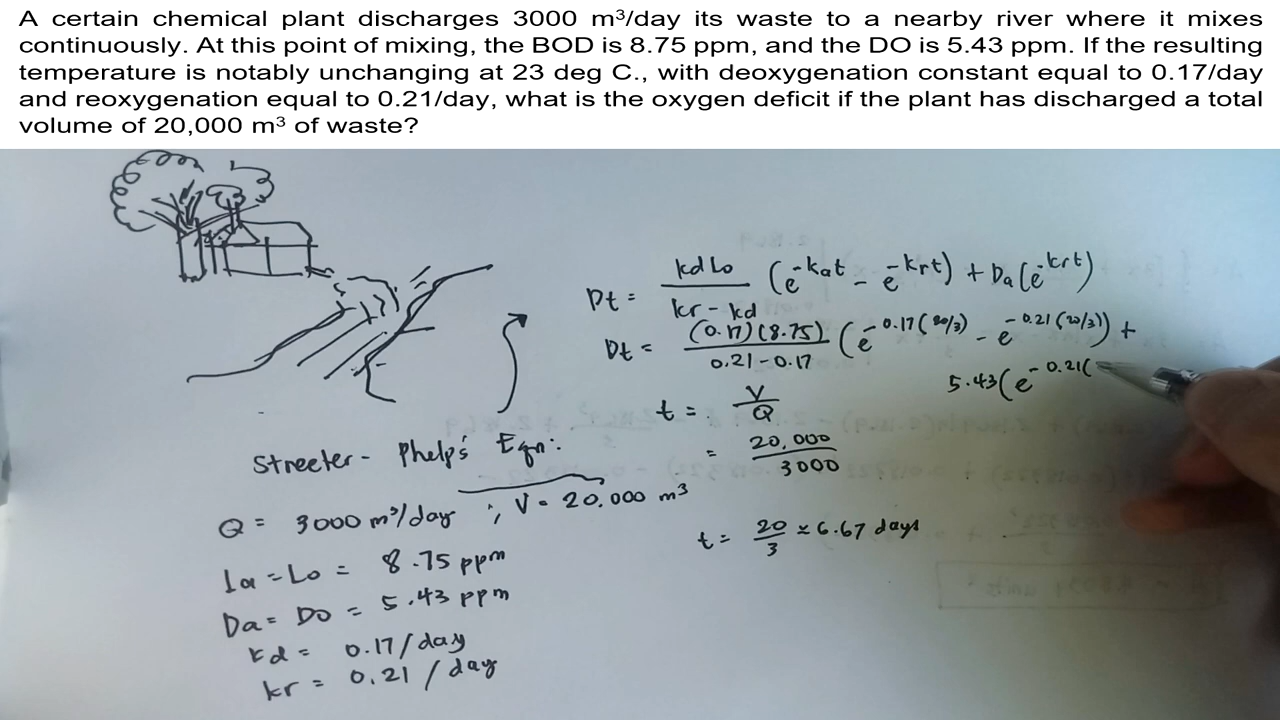 A certain chemical plant discharges 3000 m³/day its waste to a nearby river where it mixes
continuously. At this point of mixing, the BOD is 8.75 ppm, and the DO is 5.43 ppm. If the resulting
temperature is notably unchanging at 23 deg C., with deoxygenation constant equal to 0.17/day
and reoxygenation equal to 0.21/day, what is the oxygen deficit if the plant has discharged a total
volume of 20,000 m³ of waste?
Dt = kdLo / kr - kd (e^-kdt - e^-krt) + Da(e^-krt)
Dt = (0.17)(8.75) / 0.21 - 0.17 (e^-0.17(20/3) - e^-0.21(20/3)) +
5.43(e^-0.21(
t = V / Q
= 20,000 / 3000
t = 20/3 ≈ 6.67 days
Streeter - Phelp's Eqn:
Q = 3000 m³/day ; V = 20,000 m³
La = Lo = 8.75 ppm
Da = Do = 5.43 ppm
kd = 0.17/day
kr = 0.21 / day